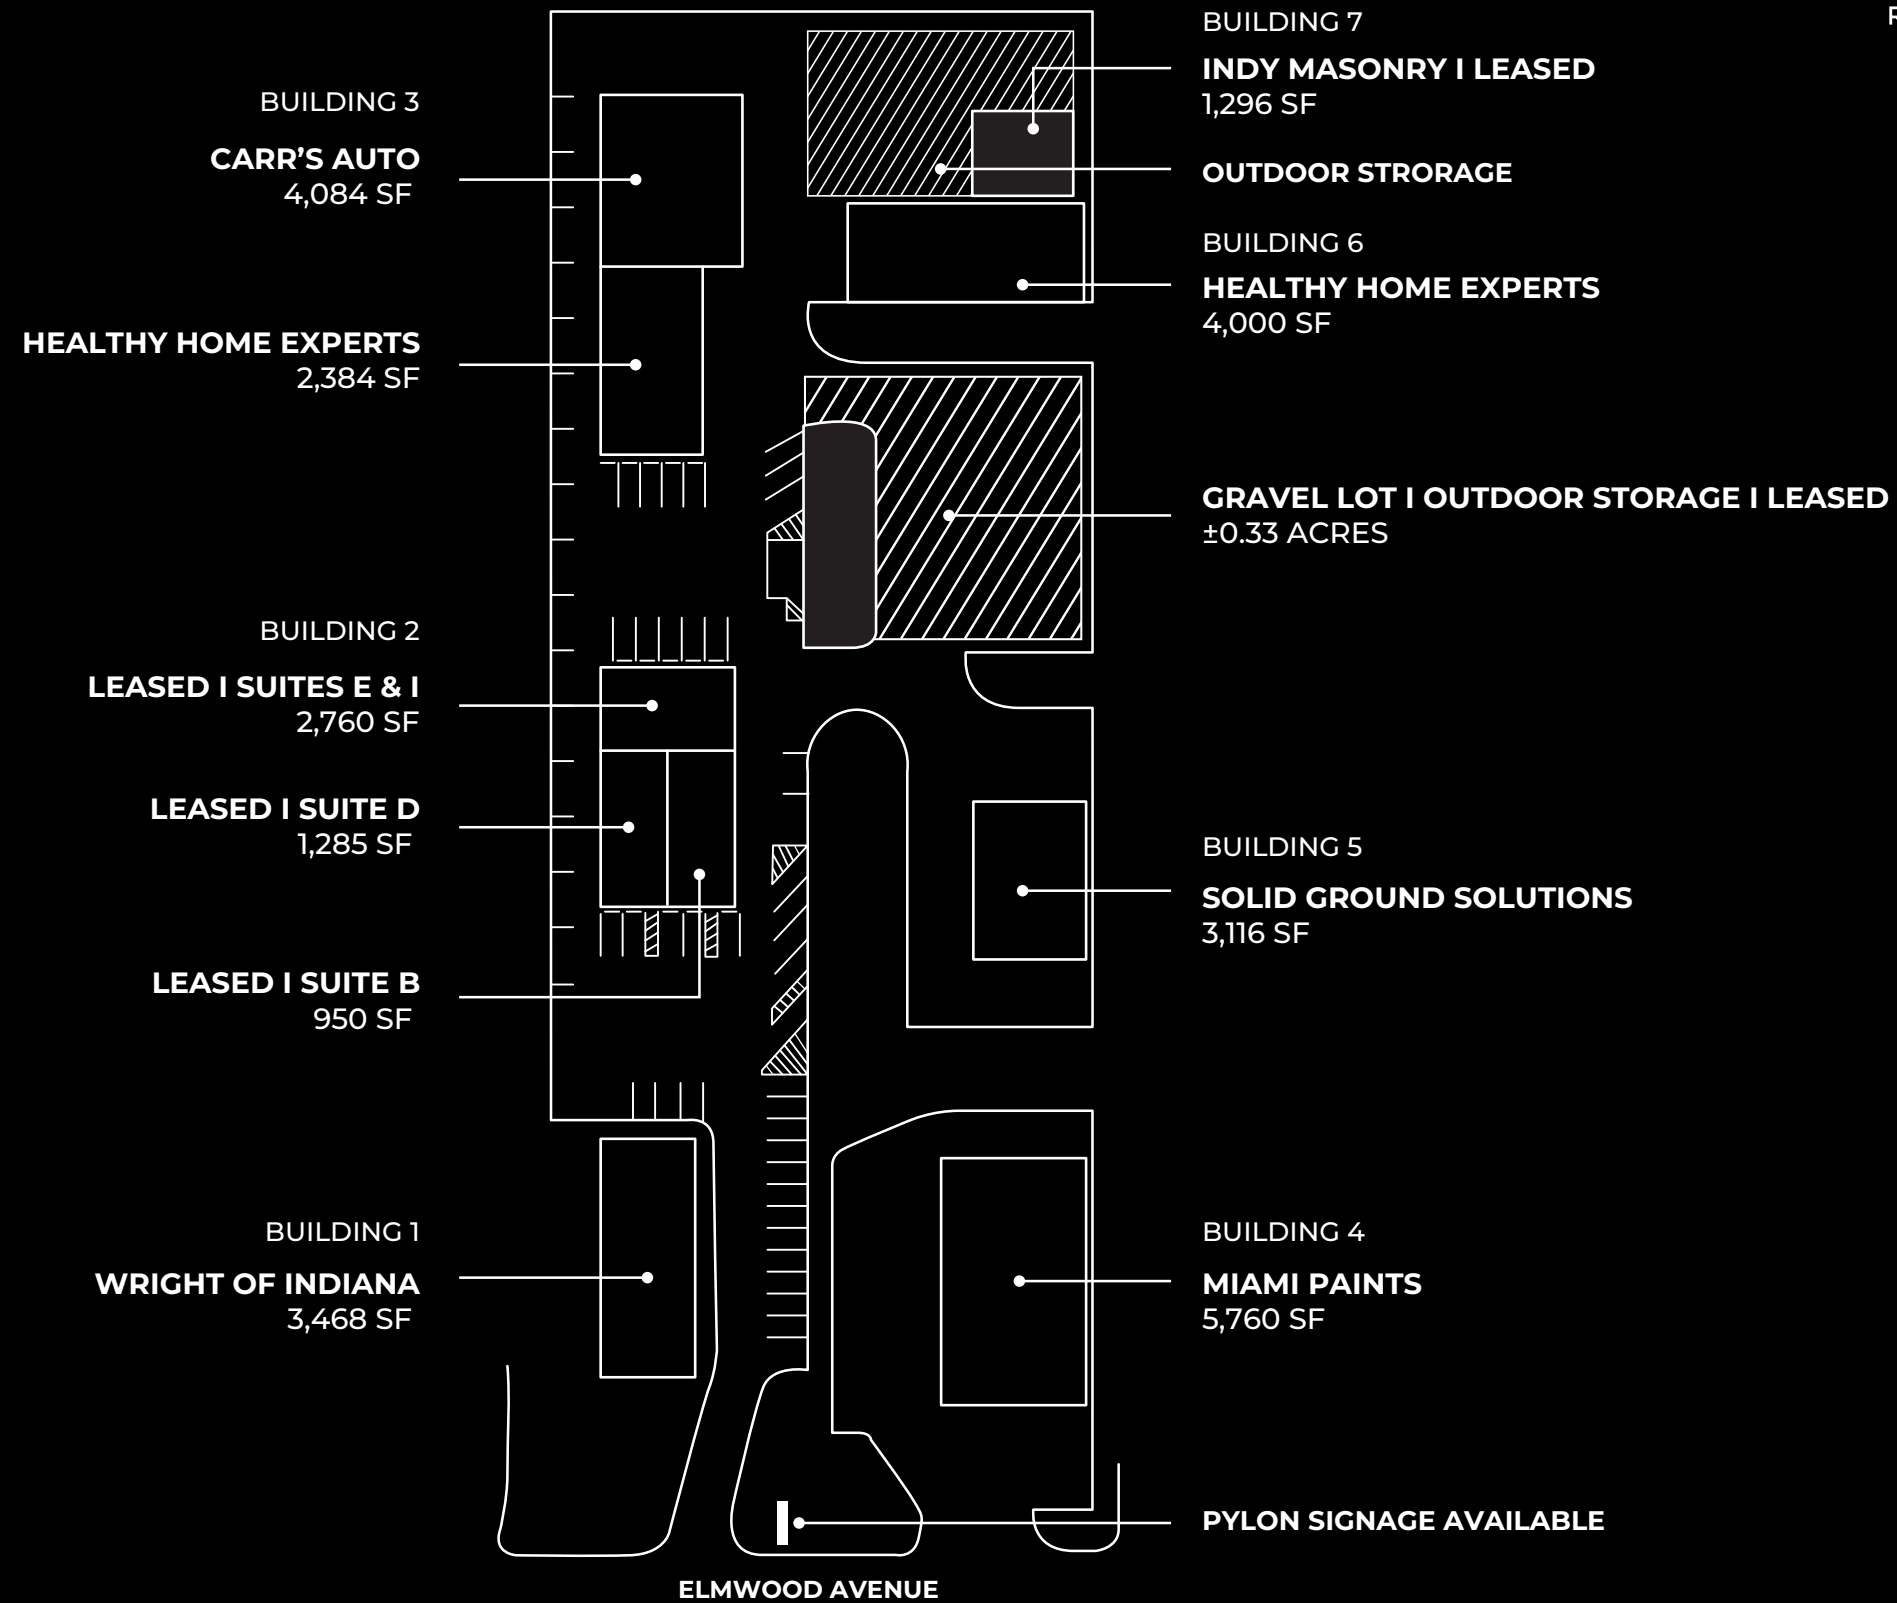 BUILDING 3
CARR'S AUTO
4,084 SF
HEALTHY HOME EXPERTS
2,384 SF
BUILDING 2
LEASED I SUITES E & I
2,760 SF
LEASED I SUITE D
1,285 SF
LEASED I SUITE B
950 SF
BUILDING 1
WRIGHT OF INDIANA
3,468 SF
BUILDING 7
INDY MASONRY I LEASED
1,296 SF
OUTDOOR STRORAGE
BUILDING 6
HEALTHY HOME EXPERTS
4,000 SF
GRAVEL LOT I OUTDOOR STORAGE I LEASED
±0.33 ACRES
BUILDING 5
SOLID GROUND SOLUTIONS
3,116 SF
BUILDING 4
MIAMI PAINTS
5,760 SF
PYLON SIGNAGE AVAILABLE
ELMWOOD AVENUE